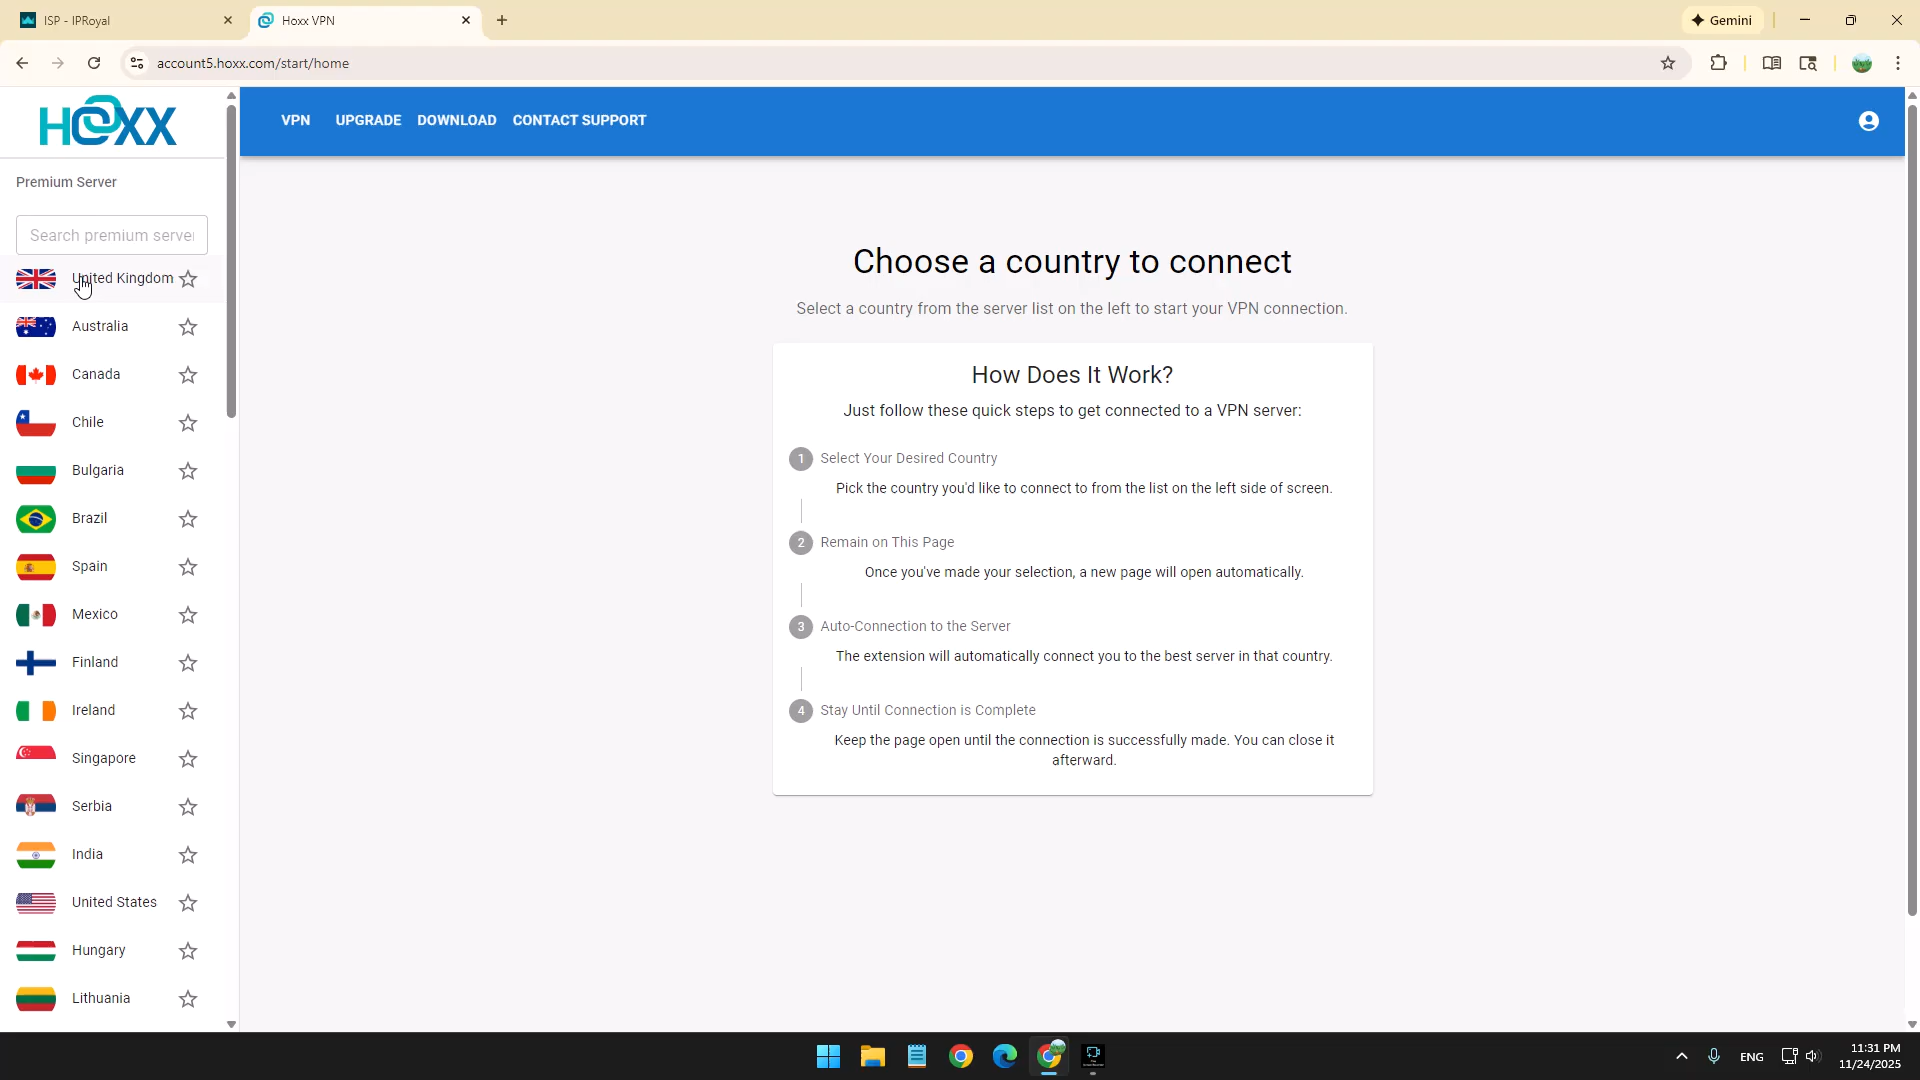 ISP - IPRoyal
Hoxx VPN
Gemini
account5.hoxx.com/start/home
HOXX
VPN UPGRADE DOWNLOAD CONTACT SUPPORT
Premium Server
Search premium server
United Kingdom
Australia
Canada
Chile
Bulgaria
Brazil
Spain
Mexico
Finland
Ireland
Singapore
Serbia
India
United States
Hungary
Lithuania
Choose a country to connect
Select a country from the server list on the left to start your VPN connection.
How Does It Work?
Just follow these quick steps to get connected to a VPN server:
1 Select Your Desired Country
Pick the country you'd like to connect to from the list on the left side of screen.
2 Remain on This Page
Once you've made your selection, a new page will open automatically.
3 Auto-Connection to the Server
The extension will automatically connect you to the best server in that country.
4 Stay Until Connection is Complete
Keep the page open until the connection is successfully made. You can close it
afterward.
ENG
11:31 PM
11/24/2025